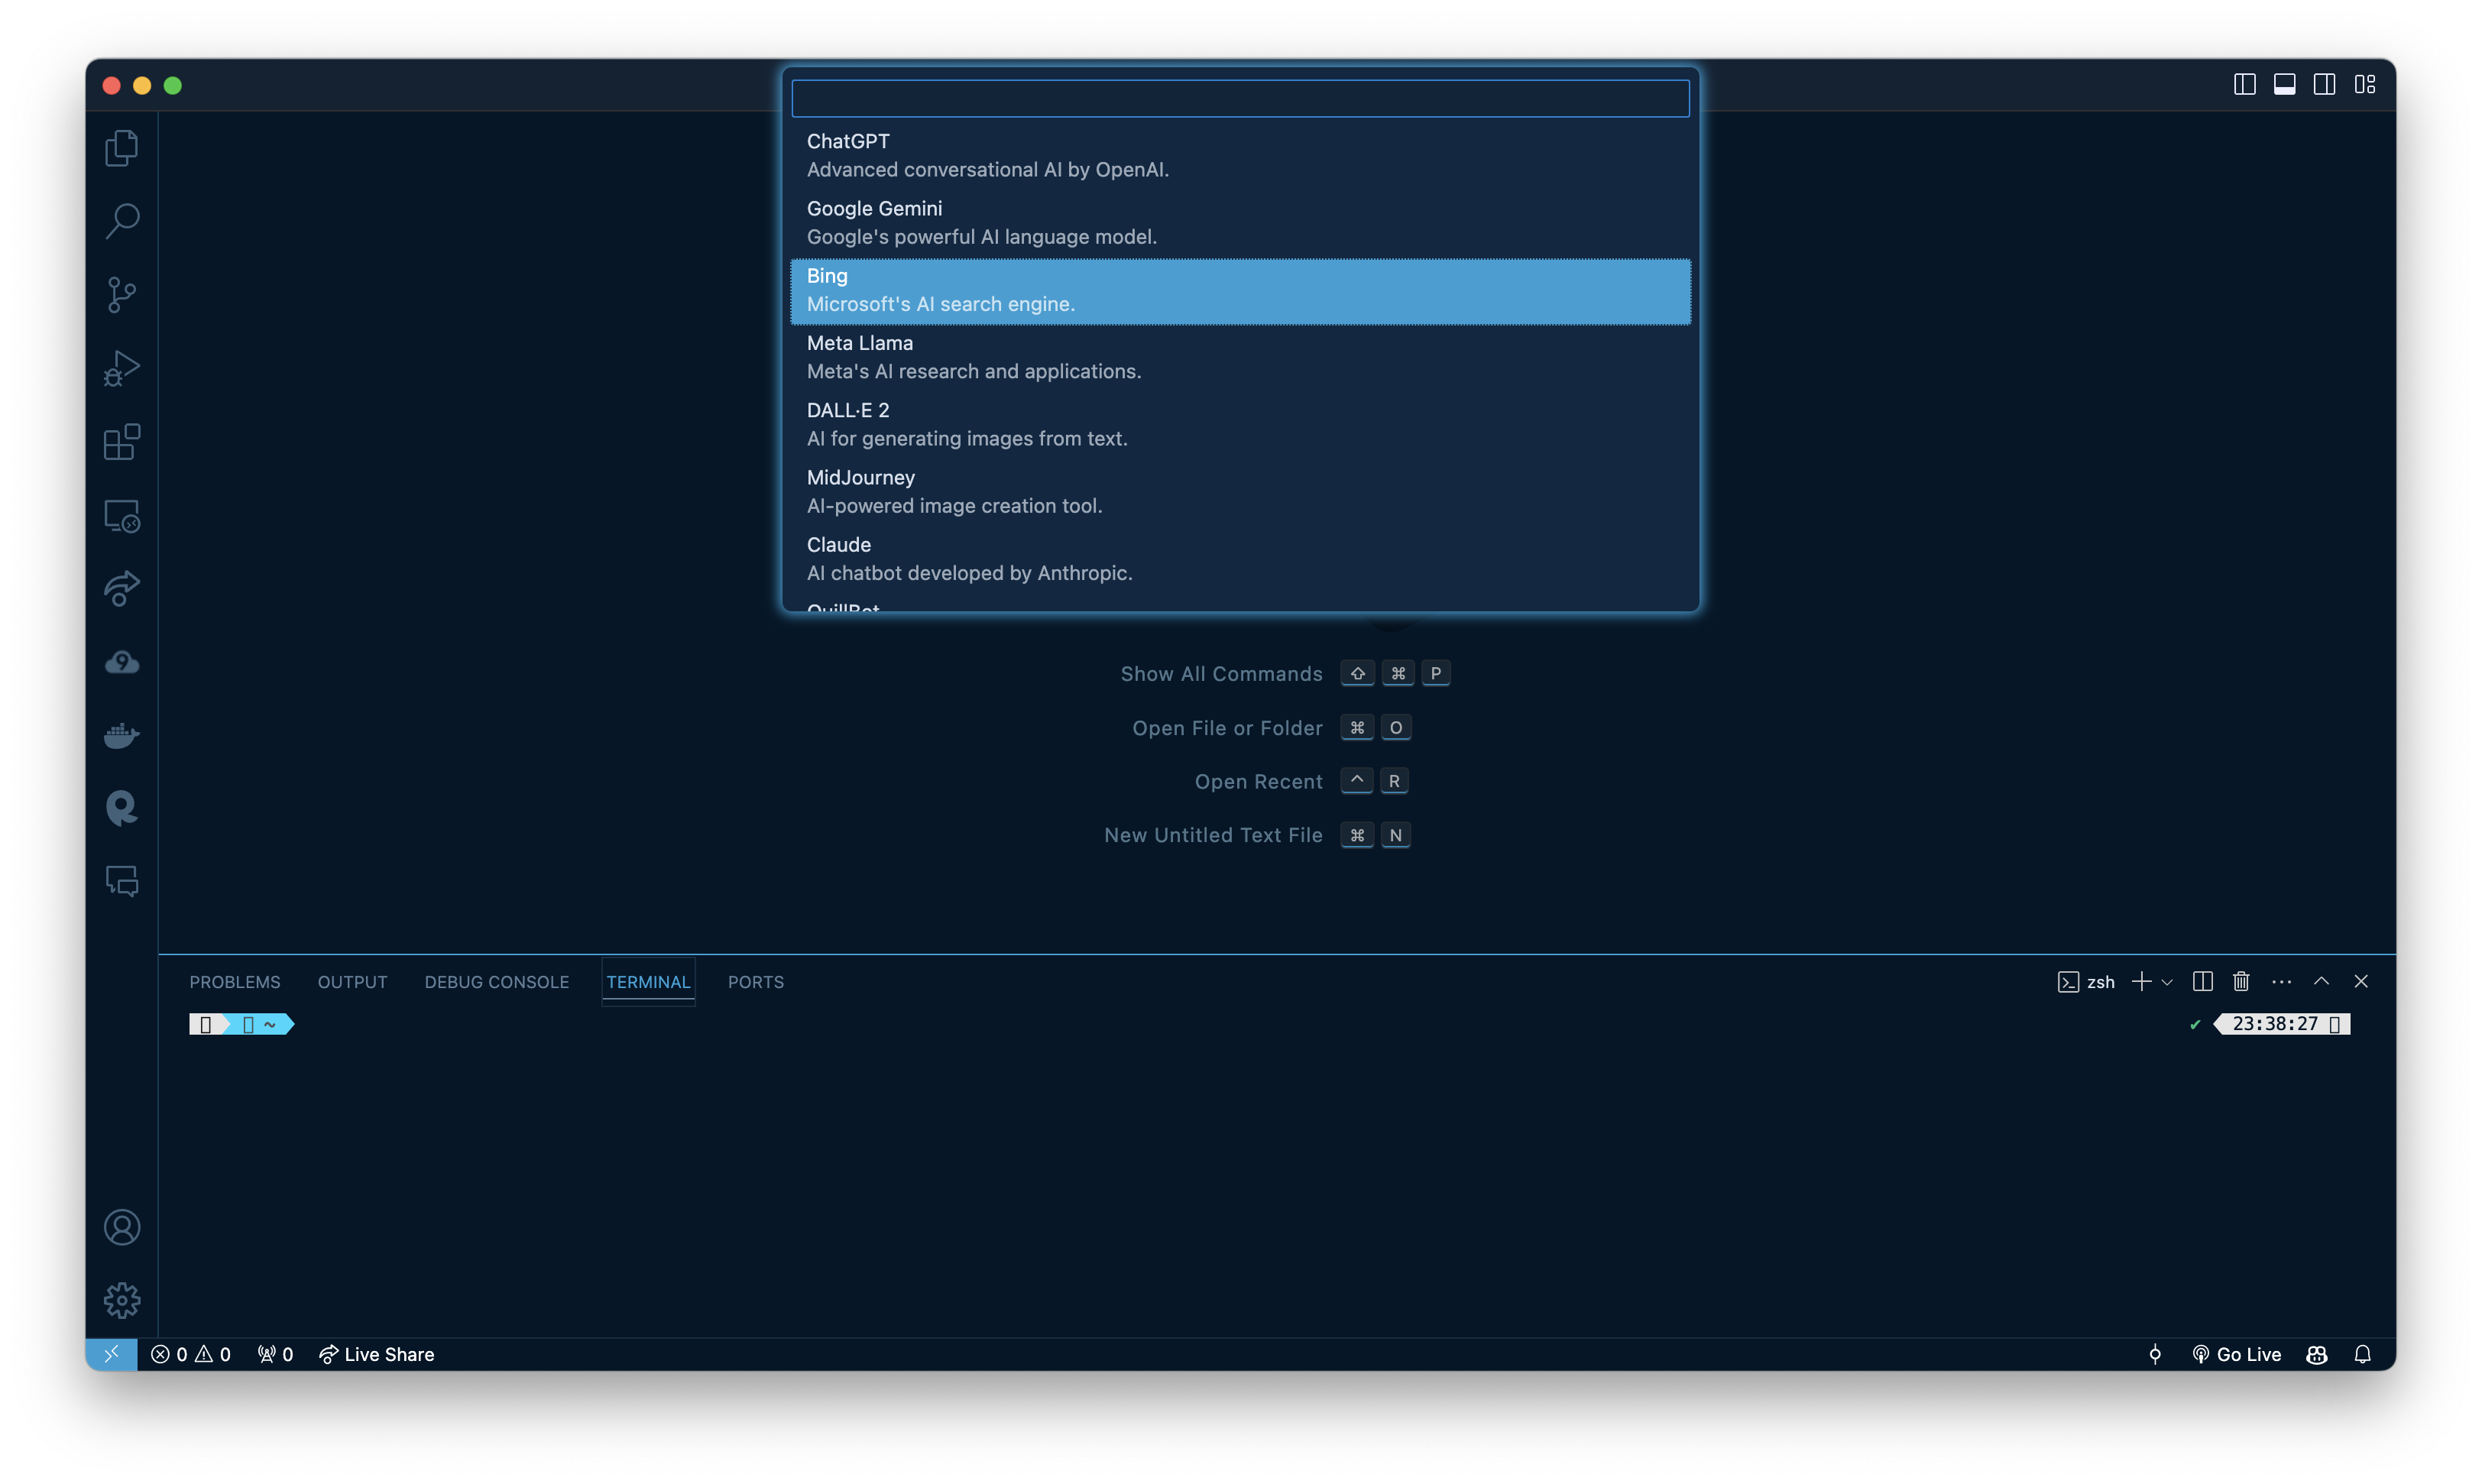 ChatGPT
Advanced conversational AI by OpenAI.
Google Gemini
Google's powerful AI language model.
Bing
Microsoft's AI search engine.
Meta Llama
Meta's AI research and applications.
DALL·E 2
AI for generating images from text.
MidJourney
AI-powered image creation tool.
Claude
AI chatbot developed by Anthropic.
QuillBot
Show All Commands ⇧ ⌘ P
Open File or Folder ⌘ O
Open Recent ^ R
New Untitled Text File ⌘ N
PROBLEMS OUTPUT DEBUG CONSOLE TERMINAL PORTS zsh
~ ✔ 23:38:27
0 0 0 Live Share Go Live